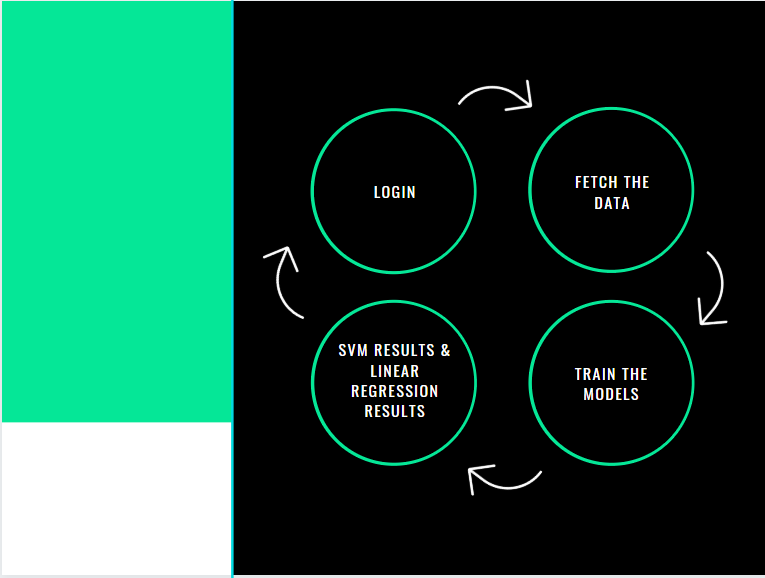 LOGIN
FETCH THE
DATA
SVM RESULTS &
LINEAR
REGRESSION
RESULTS
TRAIN THE
MODELS